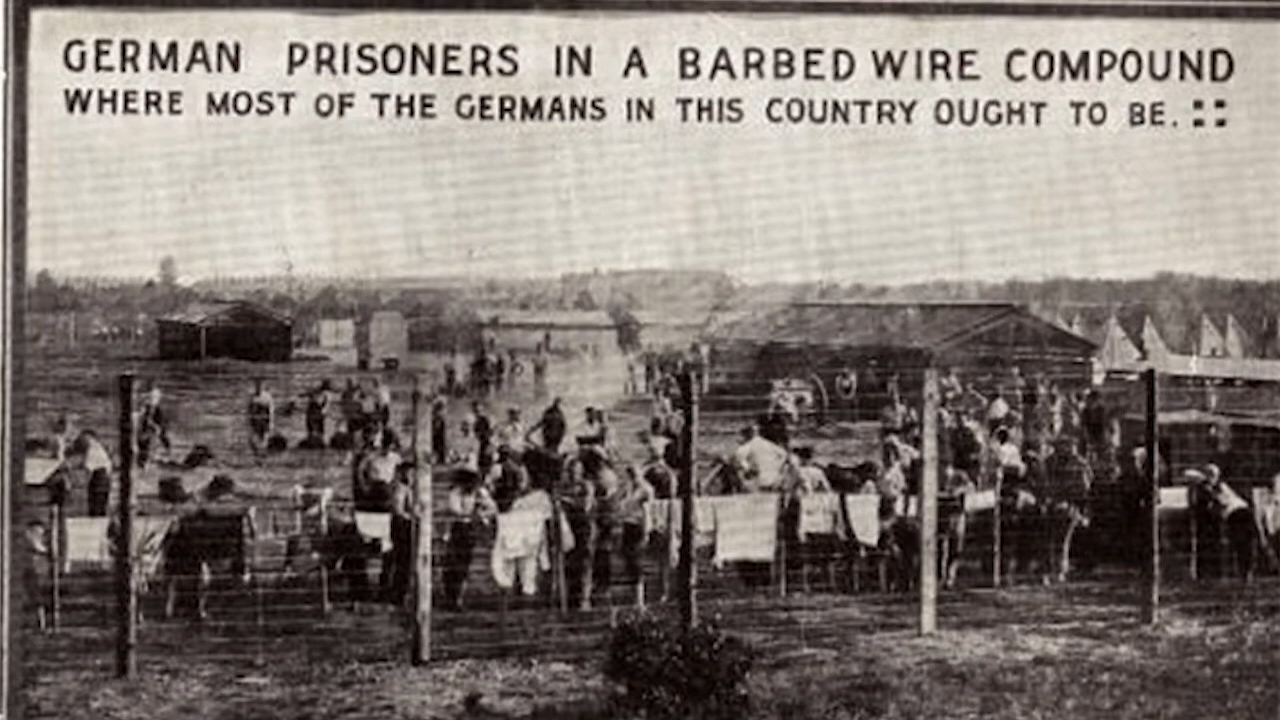 GERMAN PRISONERS IN A BARBED WIRE COMPOUND
WHERE MOST OF THE GERMANS IN THIS COUNTRY OUGHT TO BE. ::